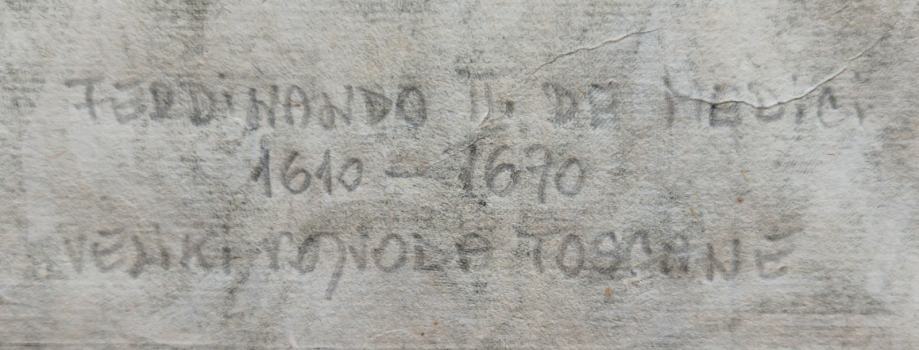 FERDINANDO II. DE MEDICI
1610 – 1670
VELIKI VOJVODA TOSCANE